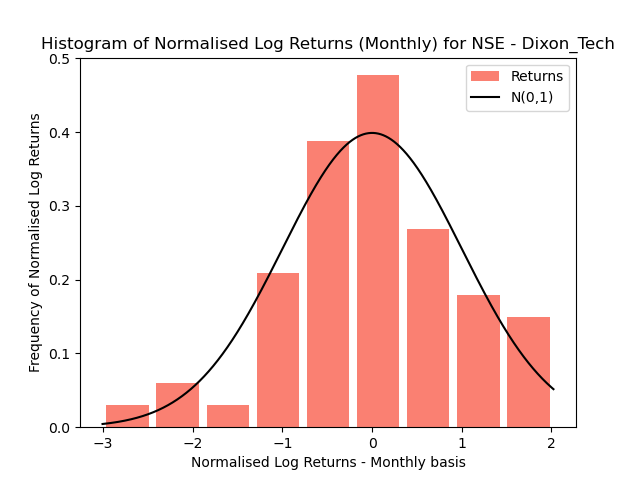 Histogram of Normalised Log Returns (Monthly) for NSE - Dixon_Tech
Returns
N(0,1)
Frequency of Normalised Log Returns
0.5
0.4
0.3
0.2
0.1
0.0
−3 −2 −1 0 1 2
Normalised Log Returns - Monthly basis